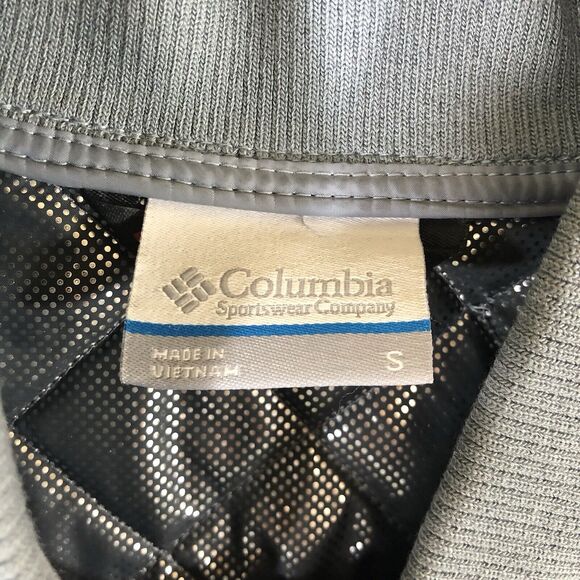 Columbia
Sportswear Company
MADE IN
VIETNAM
S